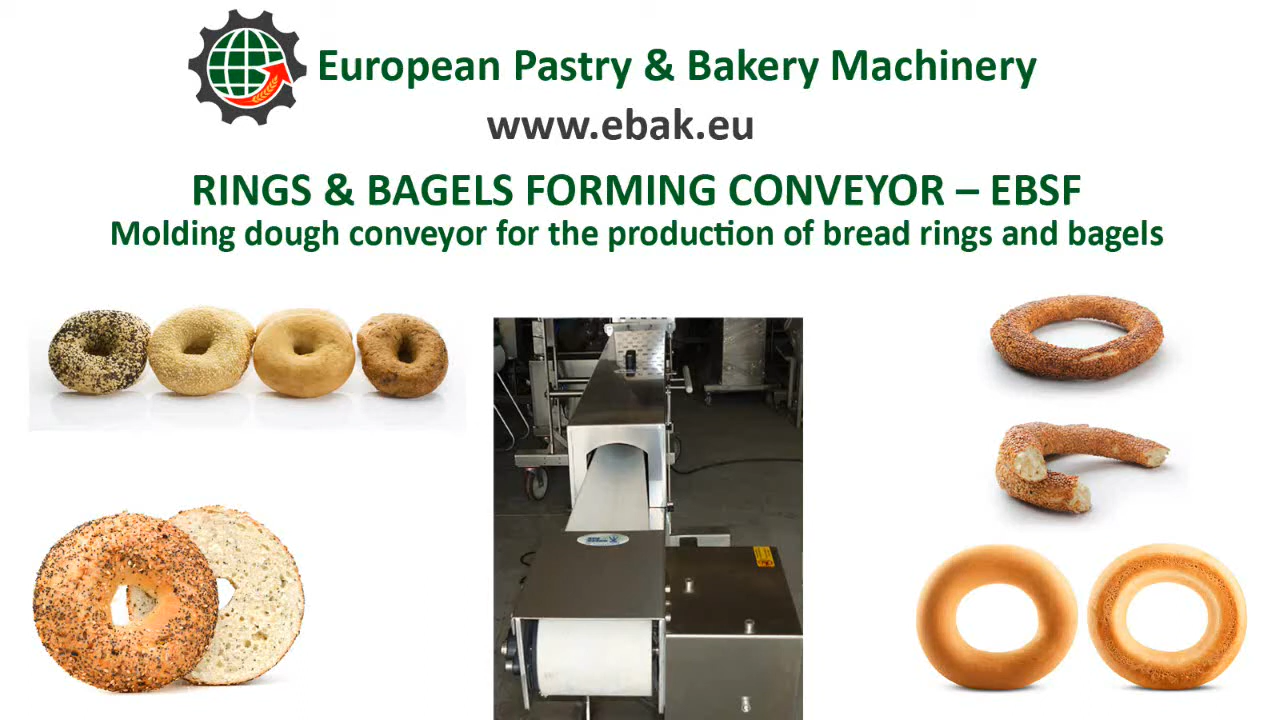 European Pastry & Bakery Machinery
www.ebak.eu
RINGS & BAGELS FORMING CONVEYOR – EBSF
Molding dough conveyor for the production of bread rings and bagels